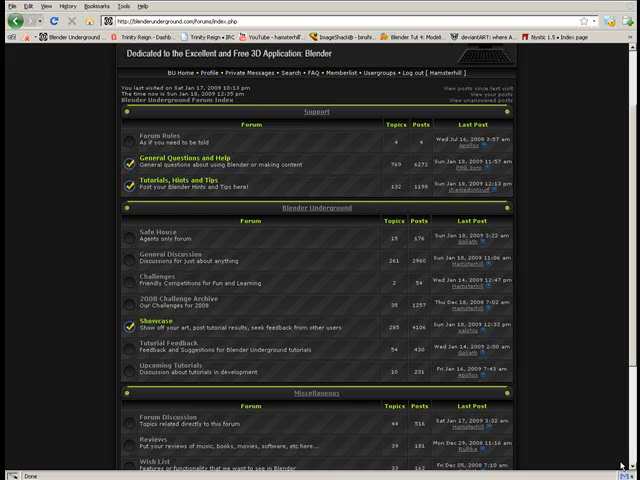 File Edit View History Bookmarks Tools Help
http://blenderunderground.com/forums/index.php
Blender Underground ... Trinity Reign - Dashb... Trinity Reign • IRC YouTube - hamsterhill'... ImageShack® - binshi... Blender Tut 4: Modeli... deviantART: where A... Nystic 1.5 • Index page
Dedicated to the Excellent and Free 3D Application: Blender
BU Home • Profile • Private Messages • Search • FAQ • Memberlist • Usergroups • Log out [ Hamsterhill ]
You last visited on Sat Jan 17, 2009 10:13 pm View posts since last visit
The time now is Sun Jan 18, 2009 12:35 pm View your posts
Blender Underground Forum Index View unanswered posts
Support
Forum Topics Posts Last Post
Forum Rules
As if you need to be told 4 4 Wed Jul 16, 2008 3:57 am
Apollos
General Questions and Help
General questions about using Blender or making content 769 6272 Sun Jan 18, 2009 11:57 am
Tutorials, Hints and Tips
Post your Blender Hints and Tips here! 132 1198 Sun Jan 18, 2009 12:13 pm
Blender Underground
Forum Topics Posts Last Post
Safe House
Agents only forum 15 176 Sun Jan 18, 2009 3:22 am
Goliath
General Discussion
Discussions for just about anything 261 2960 Sun Jan 18, 2009 11:06 am
Hamsterhill
Challenges
Friendly Competitions for Fun and Learning 2 54 Wed Jan 14, 2009 12:47 pm
Hamsterhill
2008 Challenge Archive
Our Challenges for 2008 35 1257 Thu Dec 18, 2008 7:02 am
Hamsterhill
Showcase
Show off your art, post tutorial results, seek feedback from other users 285 4106 Sun Jan 18, 2009 12:33 pm
Tutorial Feedback
Feedback and Suggestions for Blender Underground tutorials 54 430 Wed Jan 14, 2009 2:00 am
Goliath
Upcoming Tutorials
Discussion about tutorials in development 10 231 Fri Jan 16, 2009 7:43 am
Apollos
Miscellaneous
Forum Topics Posts Last Post
Forum Discussion
Topics related directly to this forum 44 516 Sat Jan 17, 2009 3:32 am
Hamsterhill
Reviews
Put your reviews of music, books, movies, software, etc here... 39 181 Mon Dec 29, 2008 11:16 am
Wish List
Features or functionality that we want to see in Blender 33 162 Fri Dec 05, 2008 7:10 am
Done